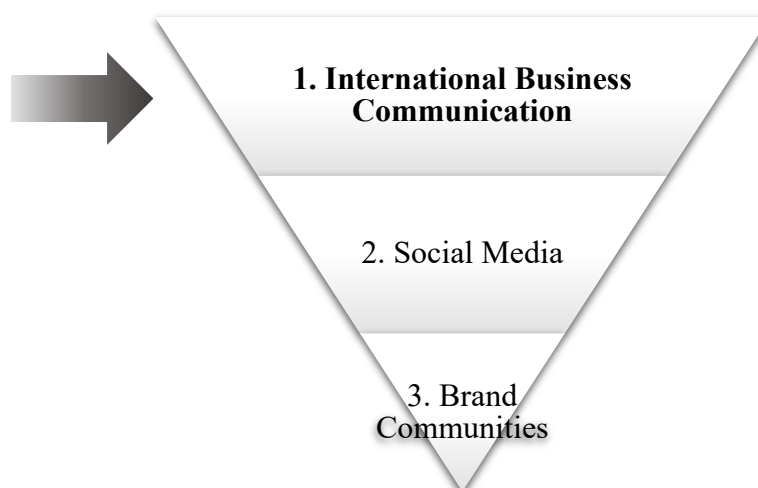 1. International Business
Communication
2. Social Media
3. Brand
Communities